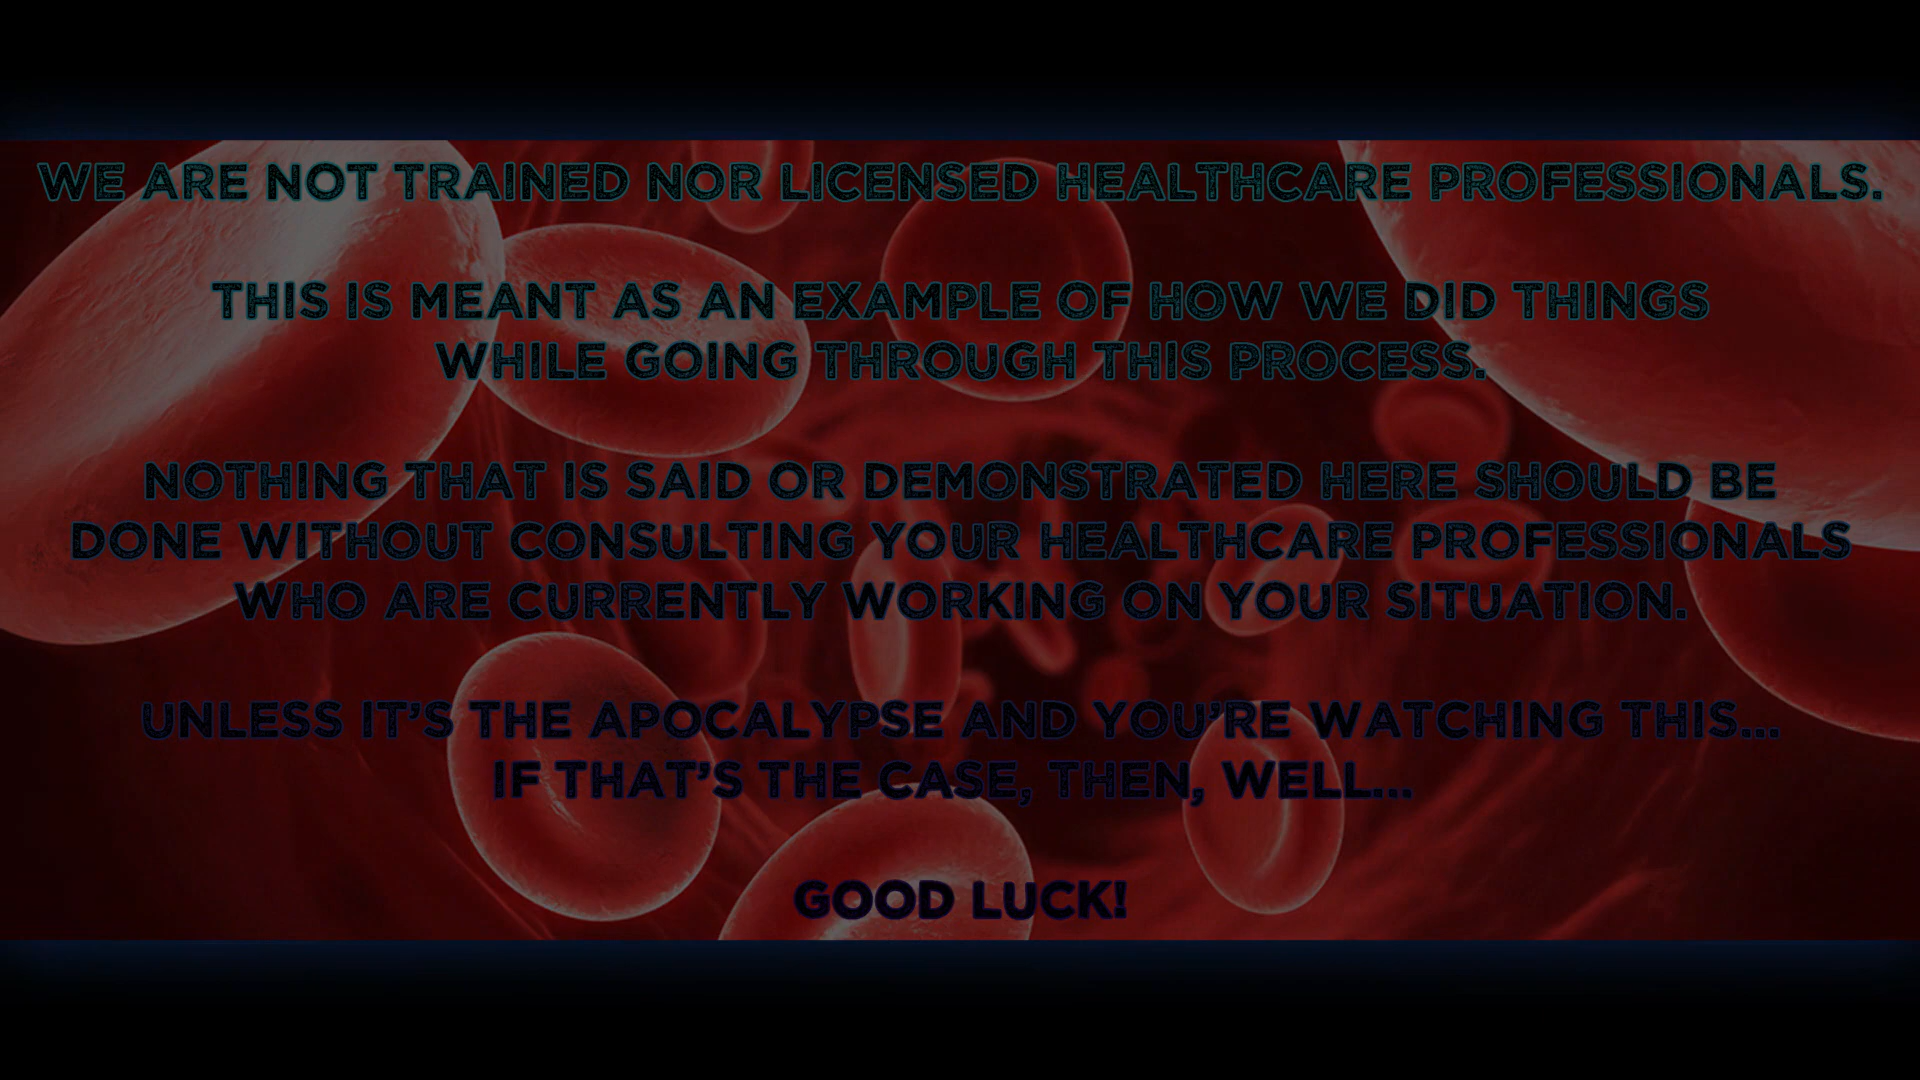 WE ARE NOT TRAINED NOR LICENSED HEALTHCARE PROFESSIONALS.
THIS IS MEANT AS AN EXAMPLE OF HOW WE DID THINGS
WHILE GOING THROUGH THIS PROCESS.
NOTHING THAT IS SAID OR DEMONSTRATED HERE SHOULD BE
DONE WITHOUT CONSULTING YOUR HEALTHCARE PROFESSIONALS
WHO ARE CURRENTLY WORKING ON YOUR SITUATION.
UNLESS IT'S THE APOCALYPSE AND YOU'RE WATCHING THIS...
IF THAT'S THE CASE, THEN, WELL...
GOOD LUCK!